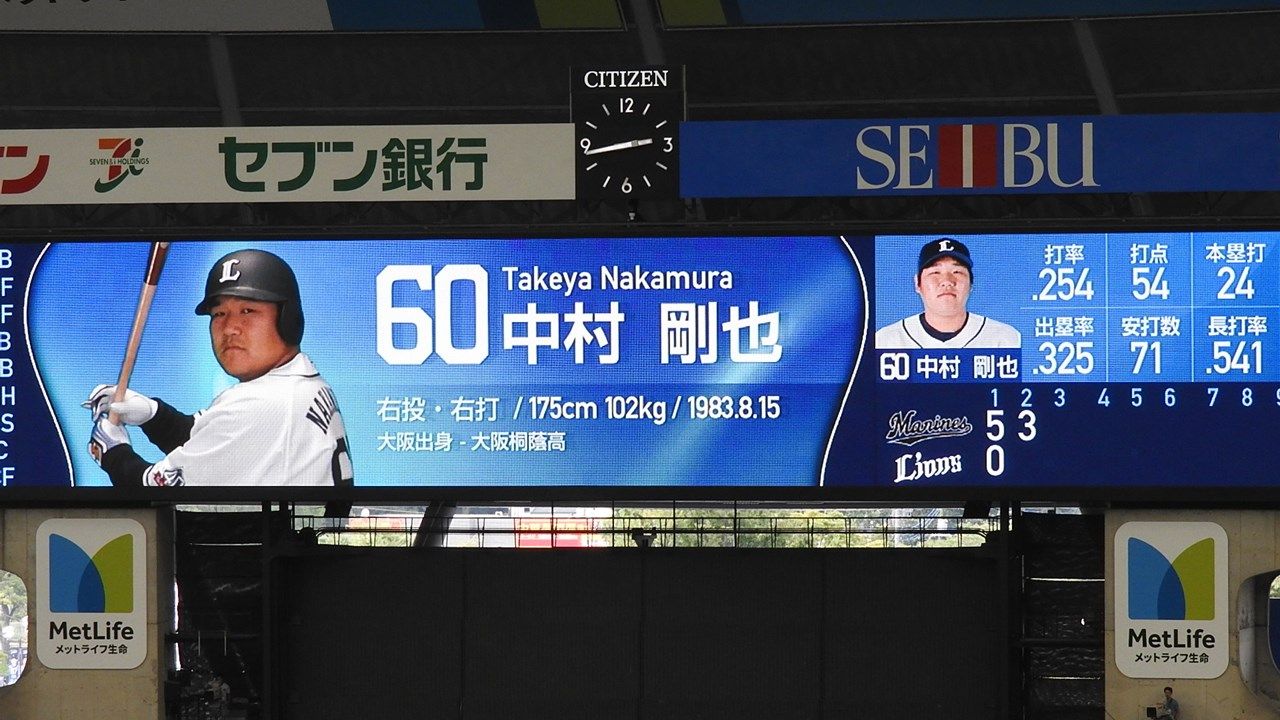 CITIZEN
12
9 3
6
ン
SEVEN&i HOLDINGS
セブン銀行
SEIBU
B
F
F
B
B
H
S
C
F
L
60
Takeya Nakamura
中村 剛也
右投・右打 / 175cm 102kg / 1983.8.15
大阪出身 - 大阪桐蔭高
60 中村 剛也
打率 打点 本塁打
.254 54 24
出塁率 安打数 長打率
.325 71 .541
1 2 3 4 5 6 7 8 9
Marines 5 3
Lions 0
MetLife
メットライフ生命
MetLife
メットライフ生命